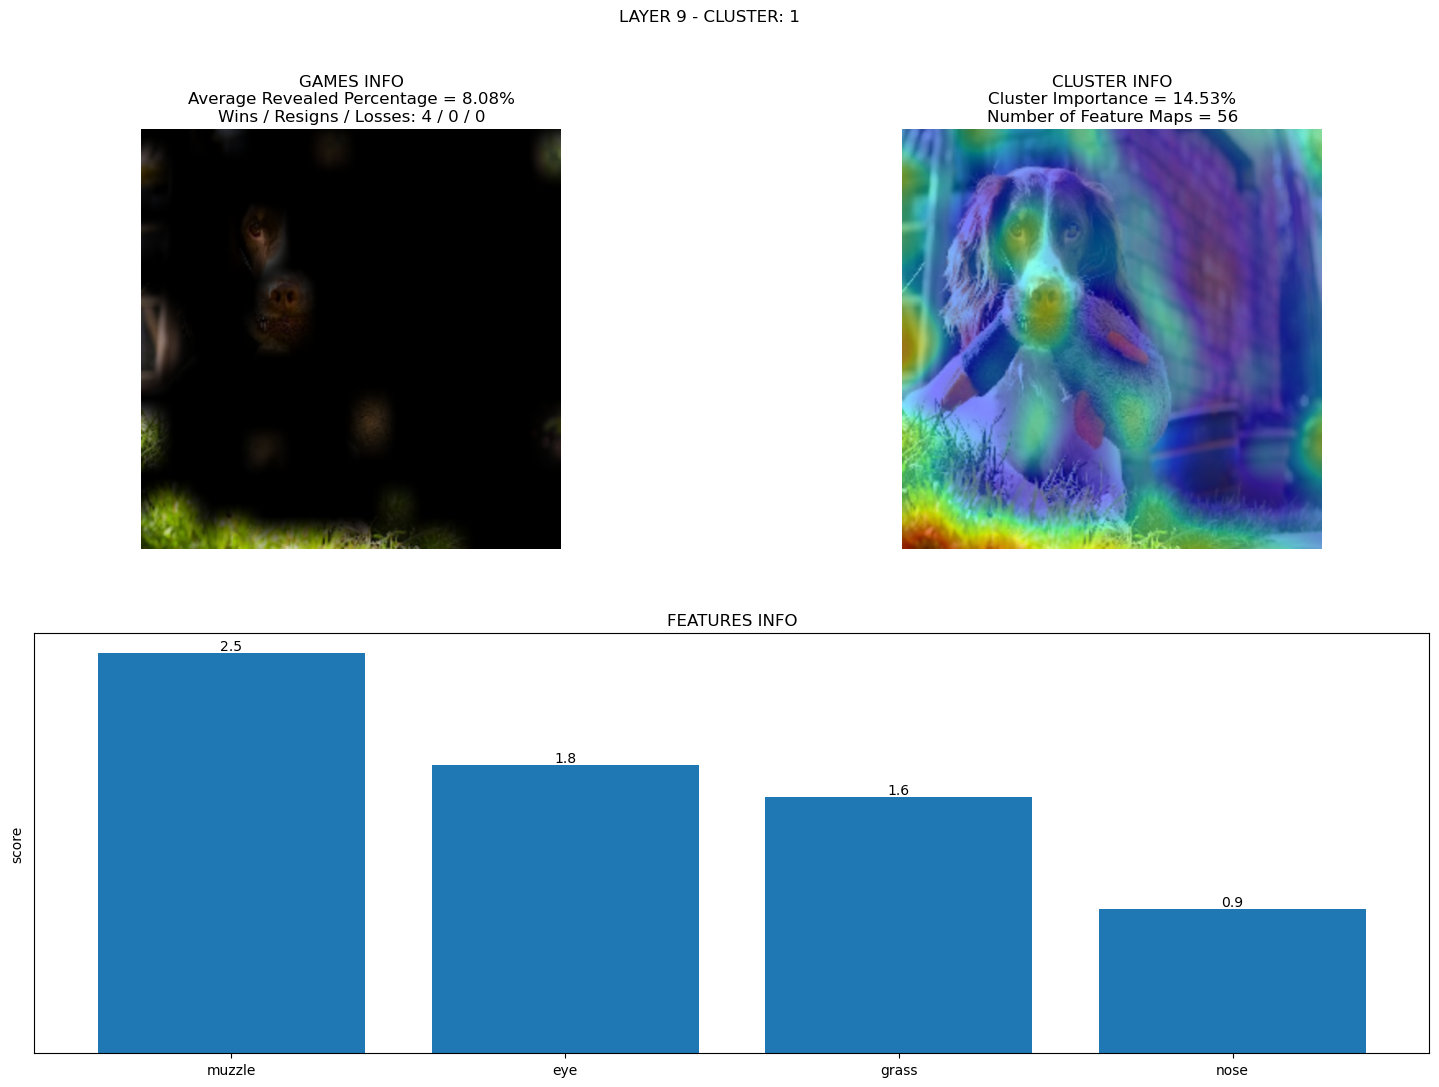 LAYER 9 - CLUSTER: 1
GAMES INFO
Average Revealed Percentage = 8.08%
Wins / Resigns / Losses: 4 / 0 / 0
CLUSTER INFO
Cluster Importance = 14.53%
Number of Feature Maps = 56
FEATURES INFO
score
2.5
1.8
1.6
0.9
muzzle
eye
grass
nose